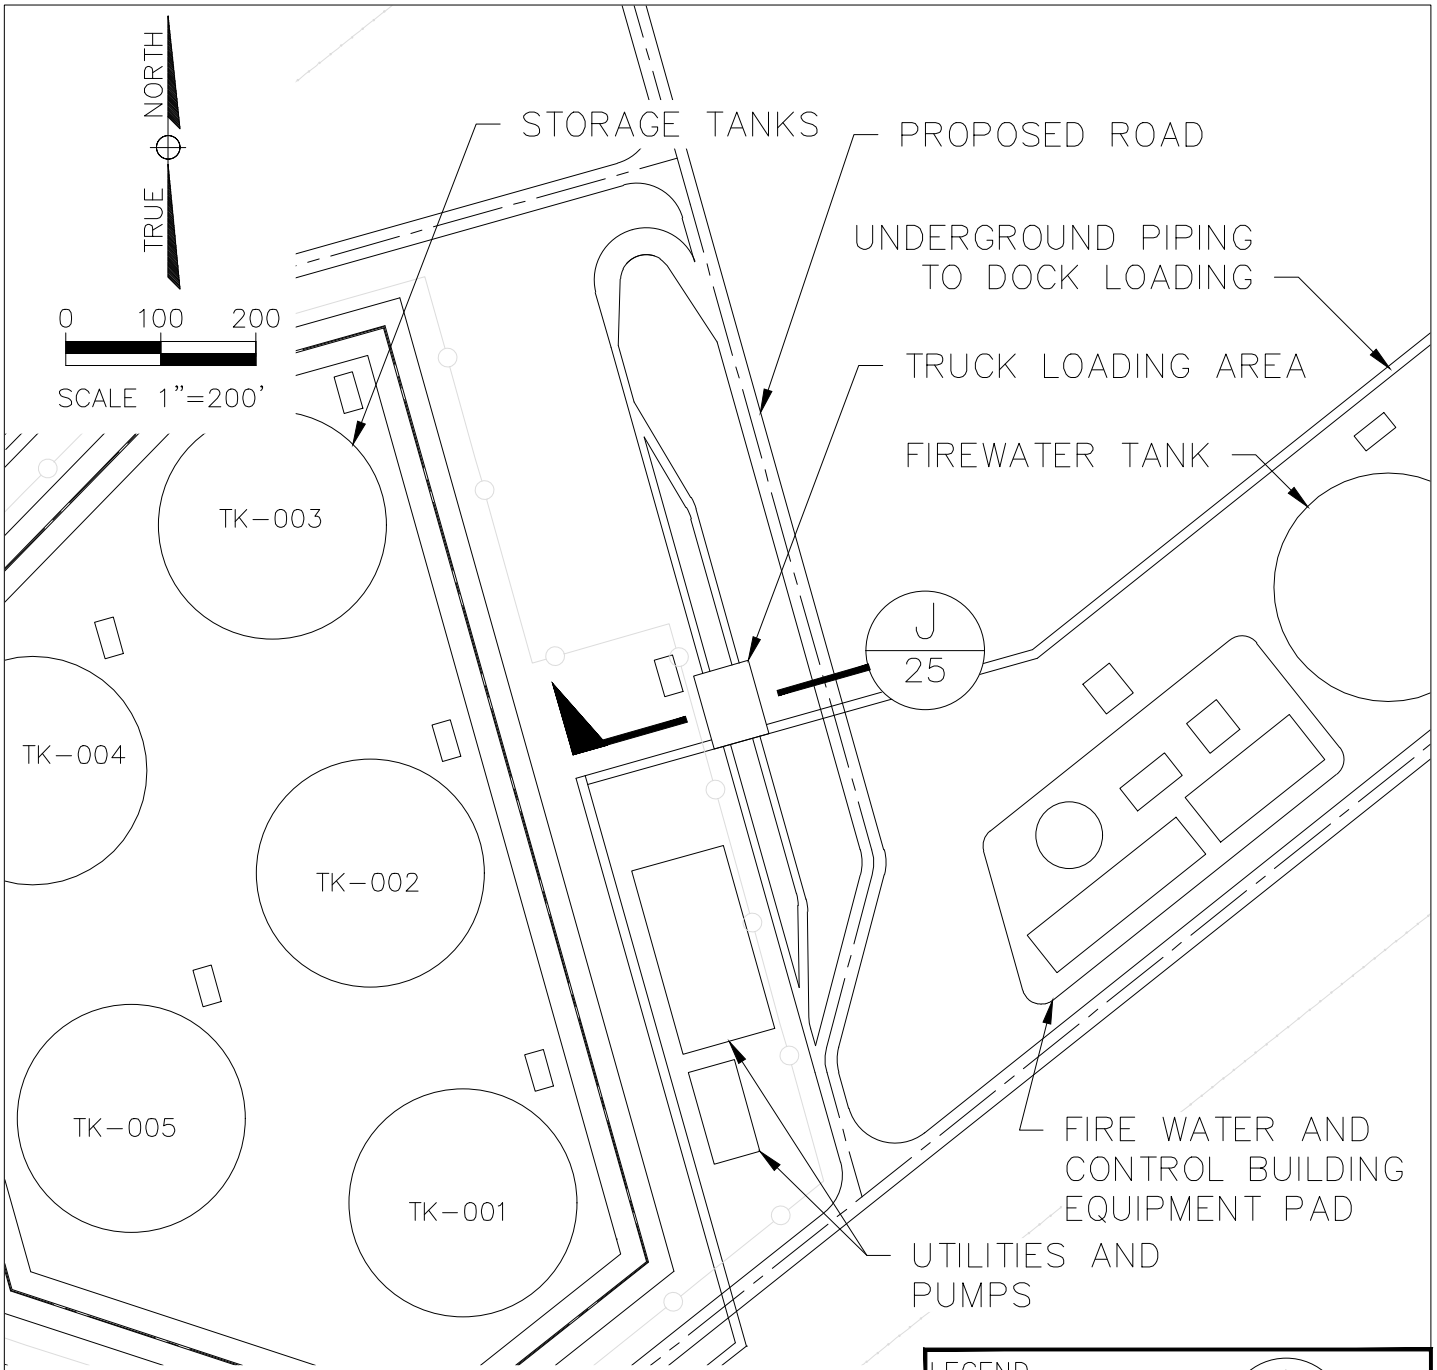 TRUE NORTH
0 100 200
SCALE 1"=200'
STORAGE TANKS
PROPOSED ROAD
UNDERGROUND PIPING
TO DOCK LOADING
TRUCK LOADING AREA
FIREWATER TANK
TK-003
J
25
TK-004
TK-002
TK-005
TK-001
FIRE WATER AND
CONTROL BUILDING
EQUIPMENT PAD
UTILITIES AND
PUMPS
LEGEND